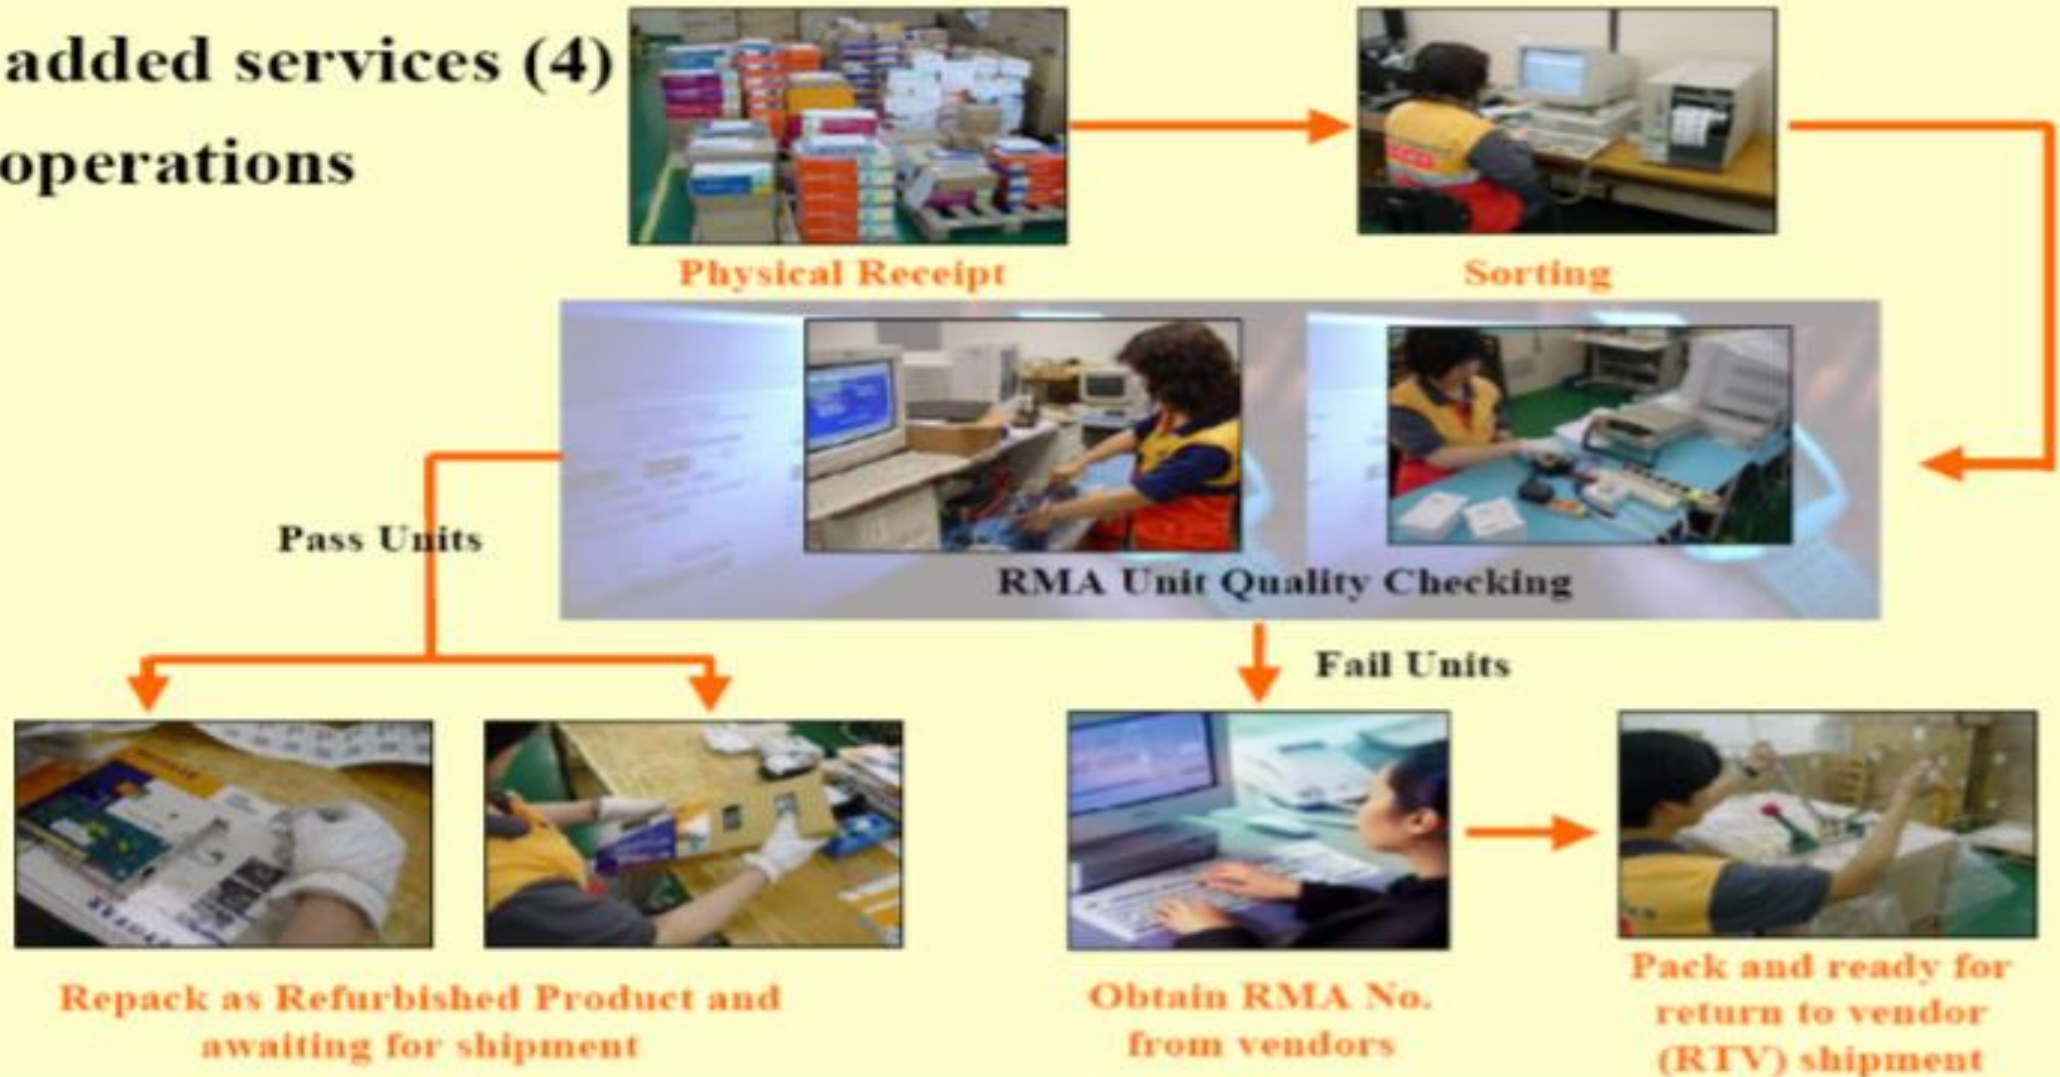 added services (4)
operations
Physical Receipt
Sorting
RMA Unit Quality Checking
Pass Units
Fail Units
Repack as Refurbished Product and
awaiting for shipment
Obtain RMA No.
from vendors
Pack and ready for
return to vendor
(RTV) shipment